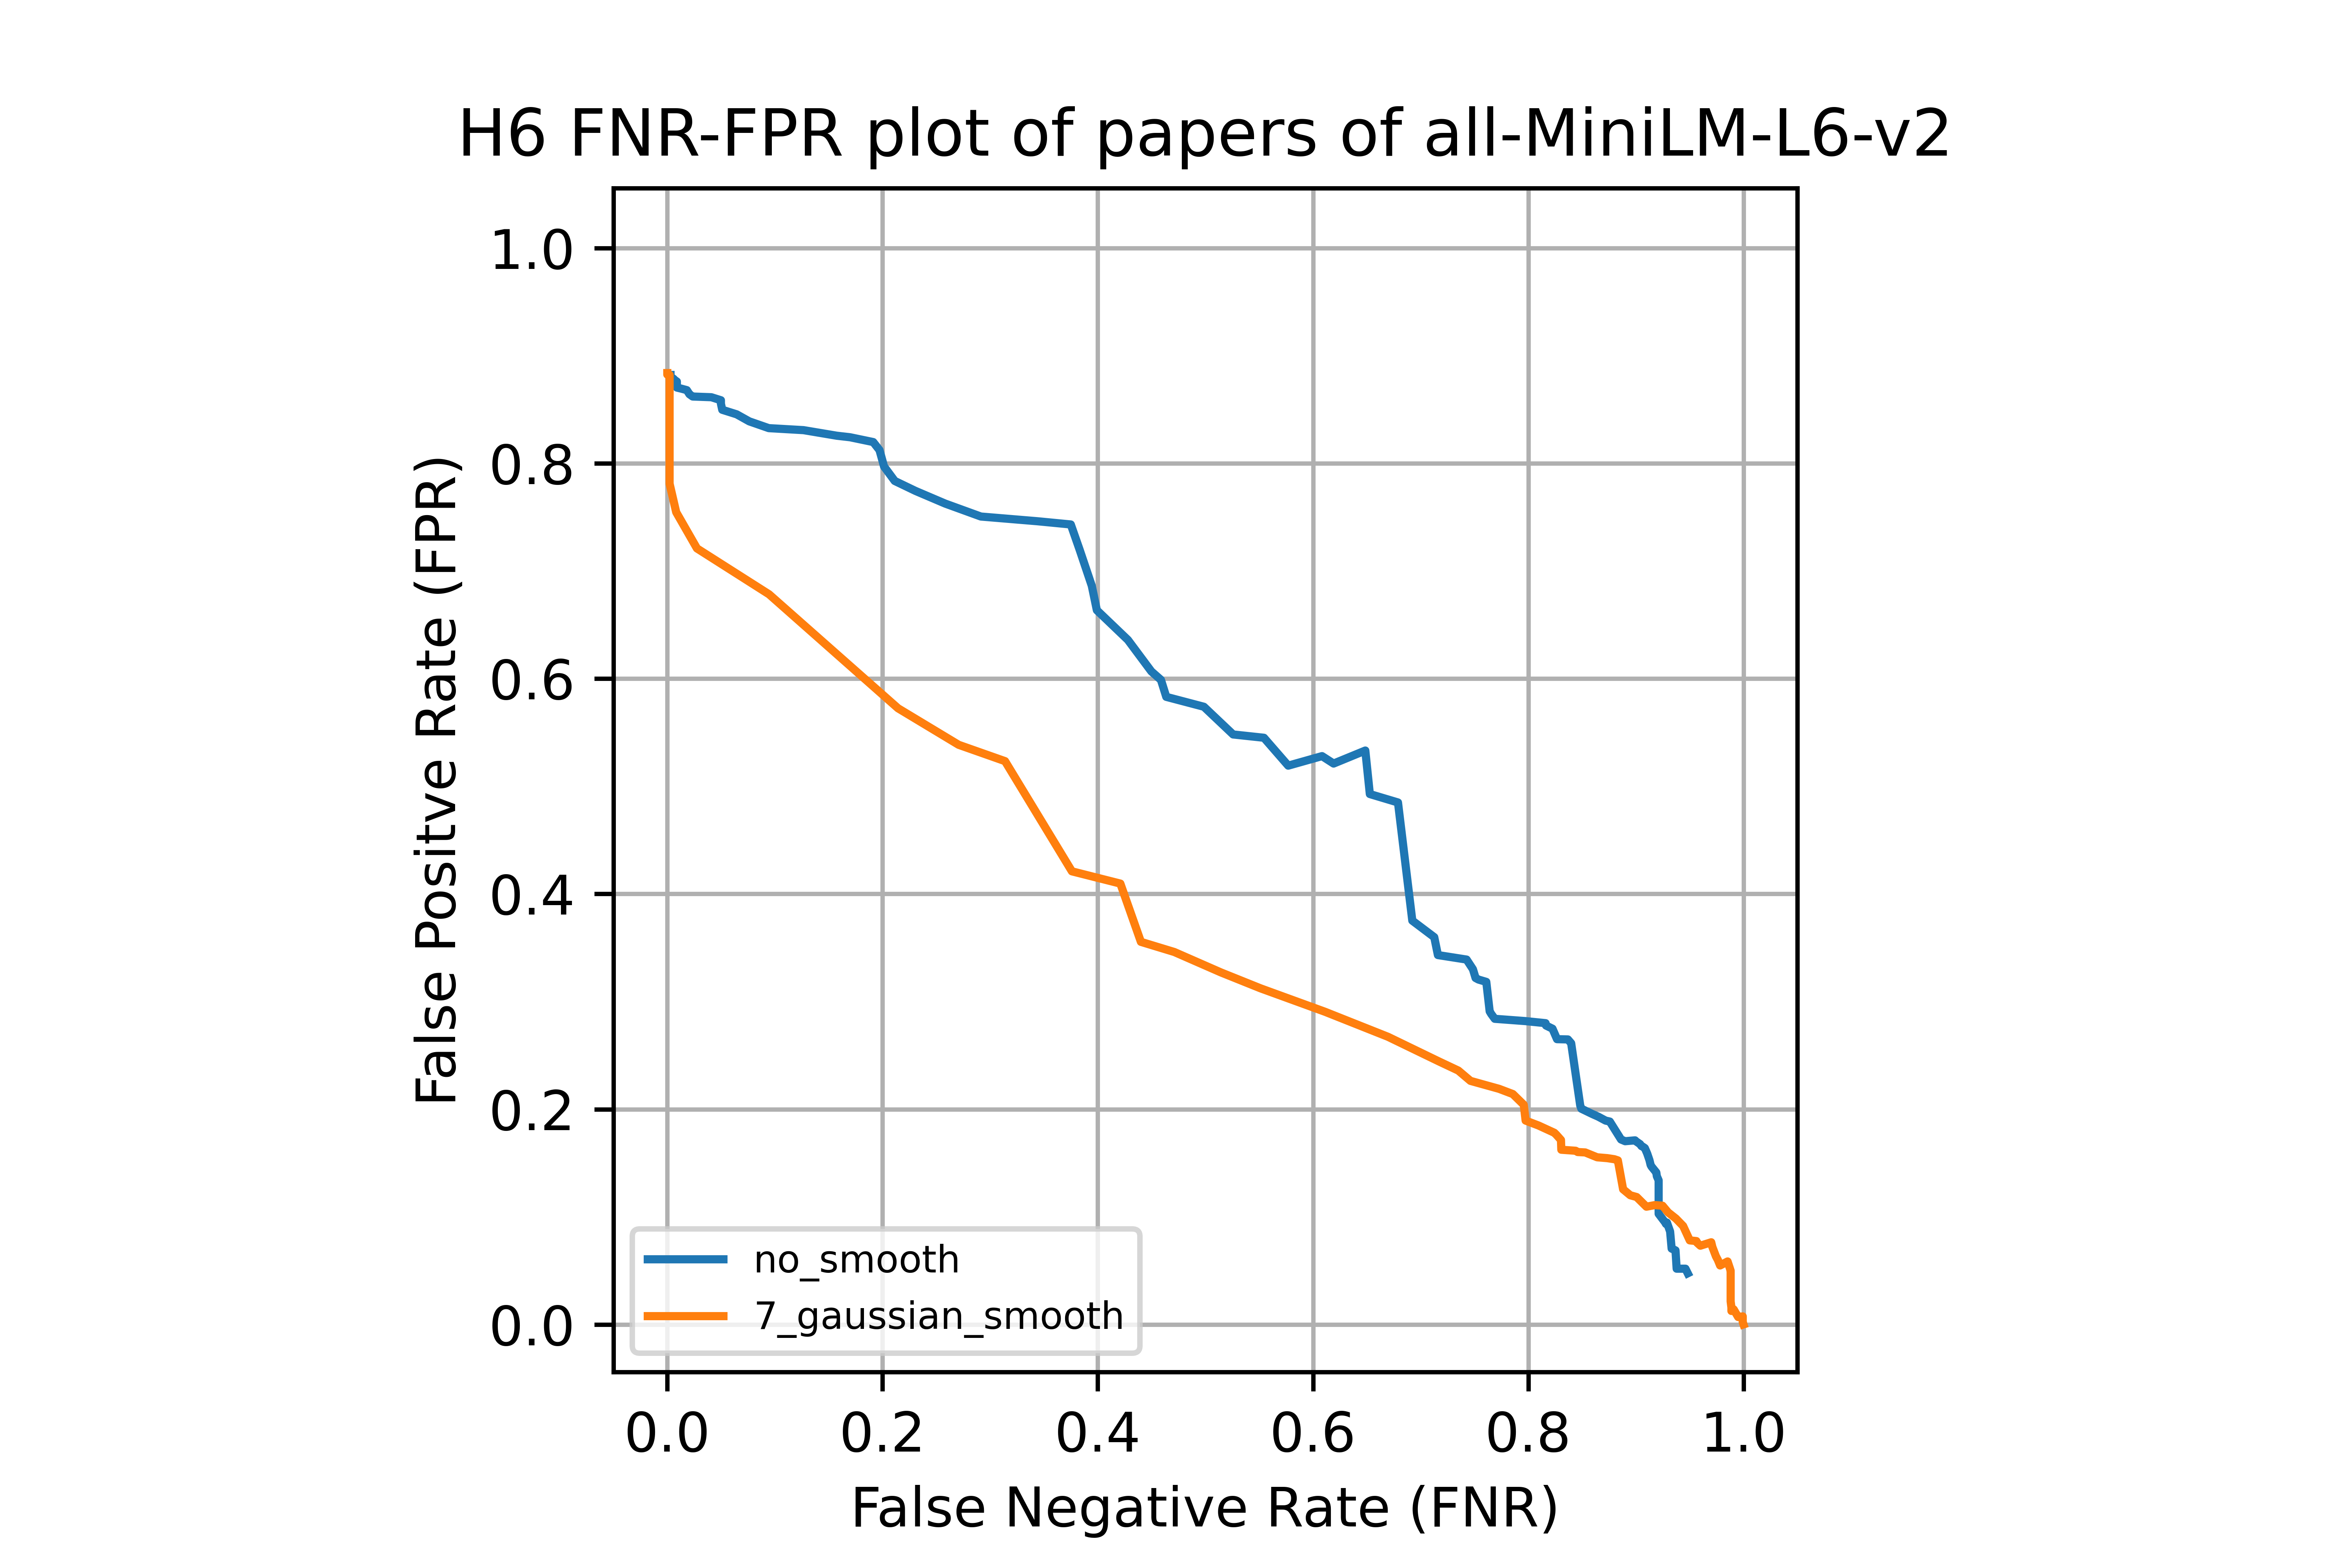 H6 FNR-FPR plot of papers of all-MiniLM-L6-v2
False Positve Rate (FPR)
1.0
0.8
0.6
0.4
0.2
0.0
no_smooth
7_gaussian_smooth
0.0 0.2 0.4 0.6 0.8 1.0
False Negative Rate (FNR)